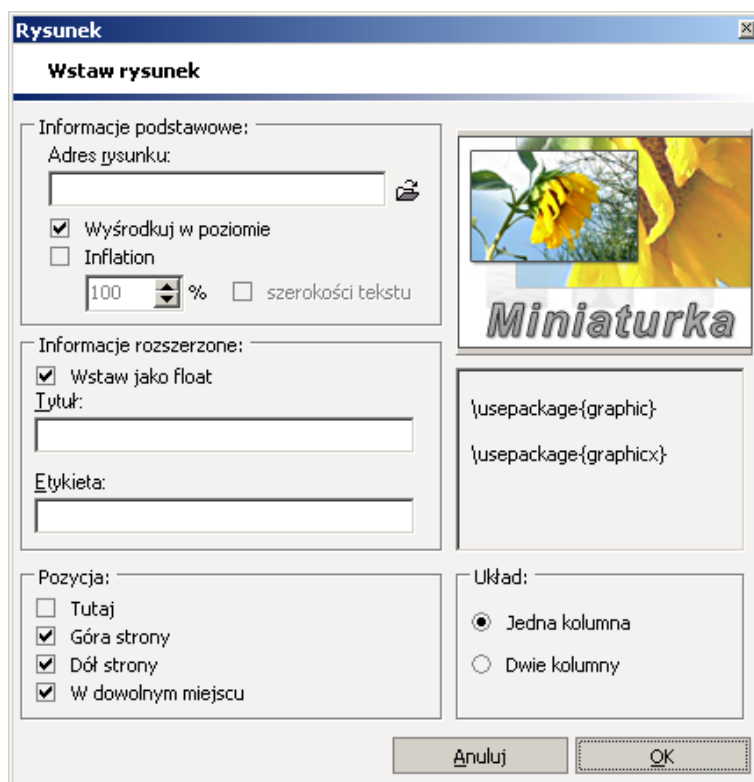 Rysunek
Wstaw rysunek
Informacje podstawowe:
Adres rysunku:
Wyśrodkuj w poziomie
Inflation
100 % szerokości tekstu
Miniaturka
Informacje rozszerzone:
Wstaw jako float
Tytuł:
Etykieta:
\usepackage{graphic}
\usepackage{graphicx}
Pozycja:
Tutaj
Góra strony
Dół strony
W dowolnym miejscu
Układ:
Jedna kolumna
Dwie kolumny
Anuluj OK